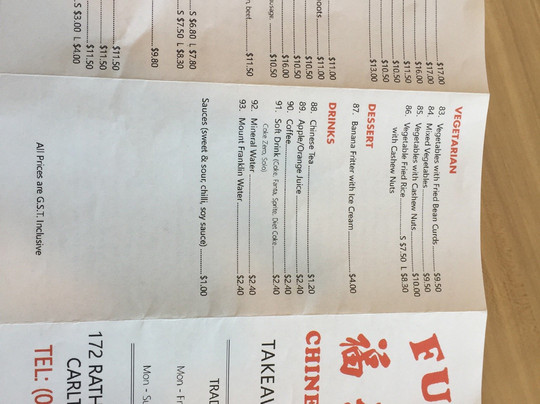 $17.00
$17.00
$16.00
$11.50
$10.50
$10.50
$13.00
$11.00
$11.00
$10.50
$10.50
$16.00
$10.50
beef $11.50
S $6.80 L $7.80
S $7.50 L $8.30
$9.80
$11.50
$11.50
$11.50
S $3.00 L $4.00
VEGETARIAN
83. Vegetables with Fried Bean Curds $9.50
84. Mixed Vegetables $9.50
85. Vegetables with Cashew Nuts $10.00
86. Vegetable Fried Rice S $7.50 L $8.30
with Cashew Nuts
DESSERT
87. Banana Fritter with Ice Cream $4.00
DRINKS
88. Chinese Tea $1.20
89. Apple/Orange Juice $2.40
90. Coffee $2.40
91. Soft Drink (Coke, Fanta, Sprite, Diet Coke $2.40
Coke Zero, Solo)
92. Mineral Water $2.40
93. Mount Franklin Water $2.40
Sauces (sweet & sour, chilli, soy sauce) $1.00
All Prices are G.S.T. Inclusive
FU
福
CHINE
TAKEAW
TRAD
Mon - Fr
Mon - Su
172 RATH
CARLT
TEL: (0